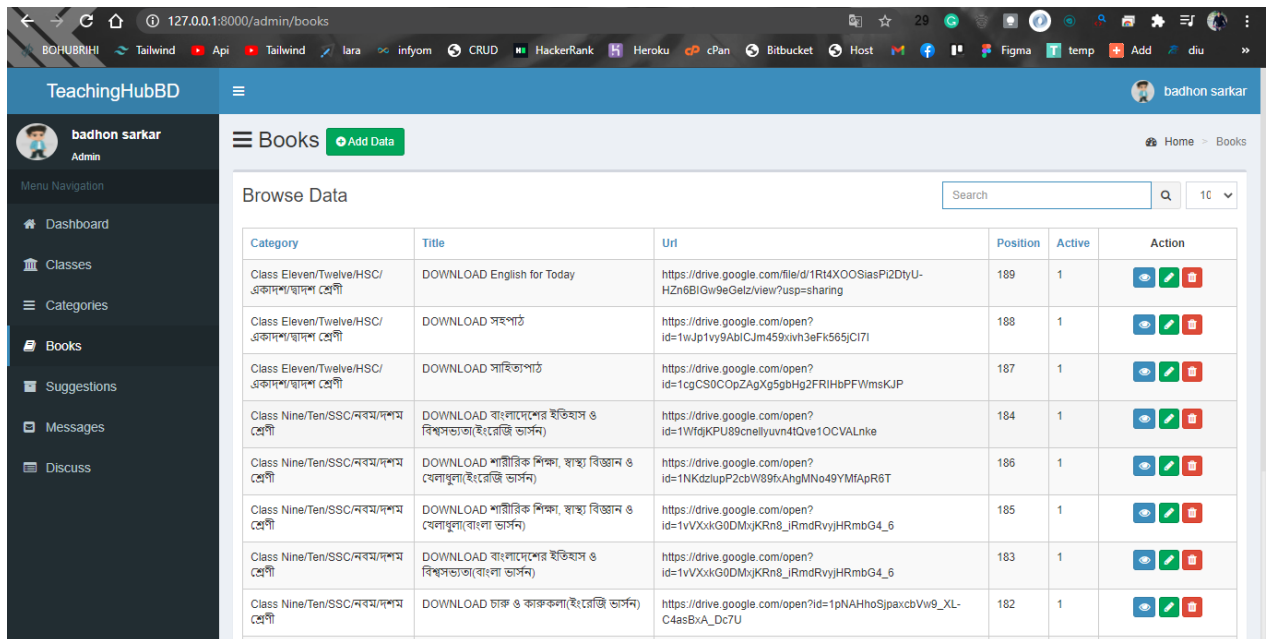 127.0.0.1:8000/admin/books
29
BOHUBRIHI Tailwind Api Tailwind lara infyom CRUD HackerRank Heroku cPan Bitbucket Host Figma temp Add diu »
TeachingHubBD
badhon sarkar
badhon sarkar
Admin
Menu Navigation
Dashboard
Classes
Categories
Books
Suggestions
Messages
Discuss
Books Add Data
Home > Books
Browse Data
Search
10
Category Title Url Position Active Action
Class Eleven/Twelve/HSC/ DOWNLOAD English for Today https://drive.google.com/file/d/1Rt4XOOSiasPi2DtyU- 189 1
একাদশ/দ্বাদশ শ্রেণী HZn6BIGw9eGelz/view?usp=sharing
Class Eleven/Twelve/HSC/ DOWNLOAD সহপাঠ https://drive.google.com/open? 188 1
একাদশ/দ্বাদশ শ্রেণী id=1wJp1vy9AbICJm459xivh3eFk565jCI7I
Class Eleven/Twelve/HSC/ DOWNLOAD সাহিত্যপাঠ https://drive.google.com/open? 187 1
একাদশ/দ্বাদশ শ্রেণী id=1cgCS0COpZAgXg5gbHg2FRIHbPFWmsKJP
Class Nine/Ten/SSC/নবম/দশম DOWNLOAD বাংলাদেশের ইতিহাস ও https://drive.google.com/open? 184 1
শ্রেণী বিশ্বসভ্যতা(ইংরেজি ভার্সন) id=1WfdjKPU89cnellyuvn4tQve1OCVALnke
Class Nine/Ten/SSC/নবম/দশম DOWNLOAD শারীরিক শিক্ষা, স্বাস্থ্য বিজ্ঞান ও https://drive.google.com/open? 186 1
শ্রেণী খেলাধুলা(ইংরেজি ভার্সন) id=1NKdzlupP2cbW89fxAhgMNo49YMfApR6T
Class Nine/Ten/SSC/নবম/দশম DOWNLOAD শারীরিক শিক্ষা, স্বাস্থ্য বিজ্ঞান ও https://drive.google.com/open? 185 1
শ্রেণী খেলাধুলা(বাংলা ভার্সন) id=1vVXxkG0DMxjKRn8_iRmdRvyjHRmbG4_6
Class Nine/Ten/SSC/নবম/দশম DOWNLOAD বাংলাদেশের ইতিহাস ও https://drive.google.com/open? 183 1
শ্রেণী বিশ্বসভ্যতা(বাংলা ভার্সন) id=1vVXxkG0DMxjKRn8_iRmdRvyjHRmbG4_6
Class Nine/Ten/SSC/নবম/দশম DOWNLOAD চারু ও কারুকলা(ইংরেজি ভার্সন) https://drive.google.com/open?id=1pNAHhoSjpaxcbVw9_XL- 182 1
শ্রেণী C4asBxA_Dc7U